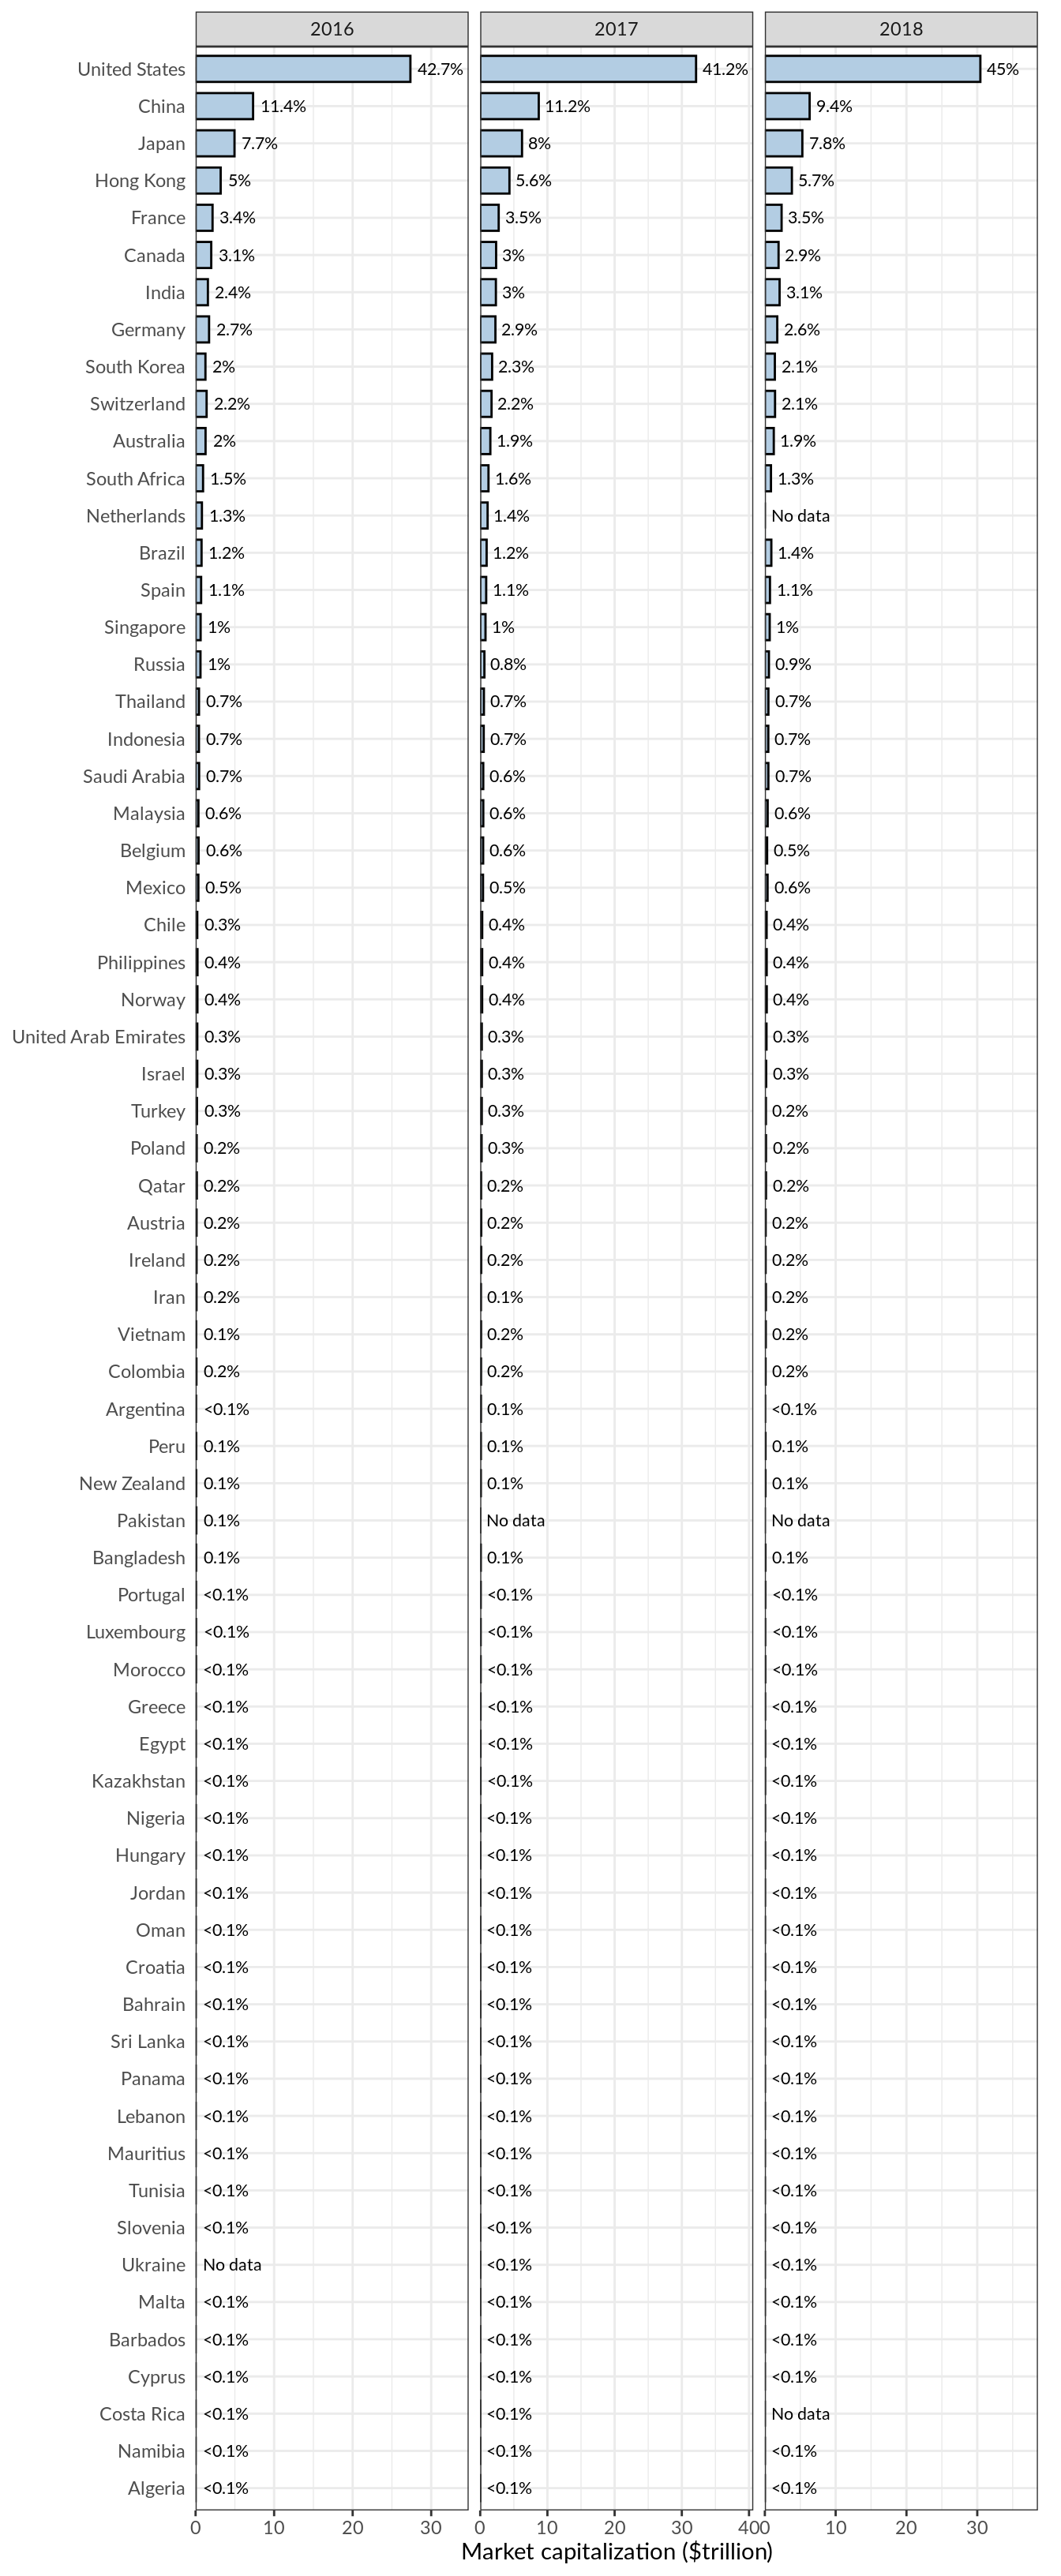 2016 2017 2018
United States 42.7% 41.2% 45%
China 11.4% 11.2% 9.4%
Japan 7.7% 8% 7.8%
Hong Kong 5% 5.6% 5.7%
France 3.4% 3.5% 3.5%
Canada 3.1% 3% 2.9%
India 2.4% 3% 3.1%
Germany 2.7% 2.9% 2.6%
South Korea 2% 2.3% 2.1%
Switzerland 2.2% 2.2% 2.1%
Australia 2% 1.9% 1.9%
South Africa 1.5% 1.6% 1.3%
Netherlands 1.3% 1.4% No data
Brazil 1.2% 1.2% 1.4%
Spain 1.1% 1.1% 1.1%
Singapore 1% 1% 1%
Russia 1% 0.8% 0.9%
Thailand 0.7% 0.7% 0.7%
Indonesia 0.7% 0.7% 0.7%
Saudi Arabia 0.7% 0.6% 0.7%
Malaysia 0.6% 0.6% 0.6%
Belgium 0.6% 0.6% 0.5%
Mexico 0.5% 0.5% 0.6%
Chile 0.3% 0.4% 0.4%
Philippines 0.4% 0.4% 0.4%
Norway 0.4% 0.4% 0.4%
United Arab Emirates 0.3% 0.3% 0.3%
Israel 0.3% 0.3% 0.3%
Turkey 0.3% 0.3% 0.2%
Poland 0.2% 0.3% 0.2%
Qatar 0.2% 0.2% 0.2%
Austria 0.2% 0.2% 0.2%
Ireland 0.2% 0.2% 0.2%
Iran 0.2% 0.1% 0.2%
Vietnam 0.1% 0.2% 0.2%
Colombia 0.2% 0.2% 0.2%
Argentina <0.1% 0.1% <0.1%
Peru 0.1% 0.1% 0.1%
New Zealand 0.1% 0.1% 0.1%
Pakistan 0.1% No data No data
Bangladesh 0.1% 0.1% 0.1%
Portugal <0.1% <0.1% <0.1%
Luxembourg <0.1% <0.1% <0.1%
Morocco <0.1% <0.1% <0.1%
Greece <0.1% <0.1% <0.1%
Egypt <0.1% <0.1% <0.1%
Kazakhstan <0.1% <0.1% <0.1%
Nigeria <0.1% <0.1% <0.1%
Hungary <0.1% <0.1% <0.1%
Jordan <0.1% <0.1% <0.1%
Oman <0.1% <0.1% <0.1%
Croatia <0.1% <0.1% <0.1%
Bahrain <0.1% <0.1% <0.1%
Sri Lanka <0.1% <0.1% <0.1%
Panama <0.1% <0.1% <0.1%
Lebanon <0.1% <0.1% <0.1%
Mauritius <0.1% <0.1% <0.1%
Tunisia <0.1% <0.1% <0.1%
Slovenia <0.1% <0.1% <0.1%
Ukraine No data <0.1% <0.1%
Malta <0.1% <0.1% <0.1%
Barbados <0.1% <0.1% <0.1%
Cyprus <0.1% <0.1% <0.1%
Costa Rica <0.1% <0.1% No data
Namibia <0.1% <0.1% <0.1%
Algeria <0.1% <0.1% <0.1%
0 10 20 30 0 10 20 30 40 0 10 20 30
Market capitalization ($trillion)